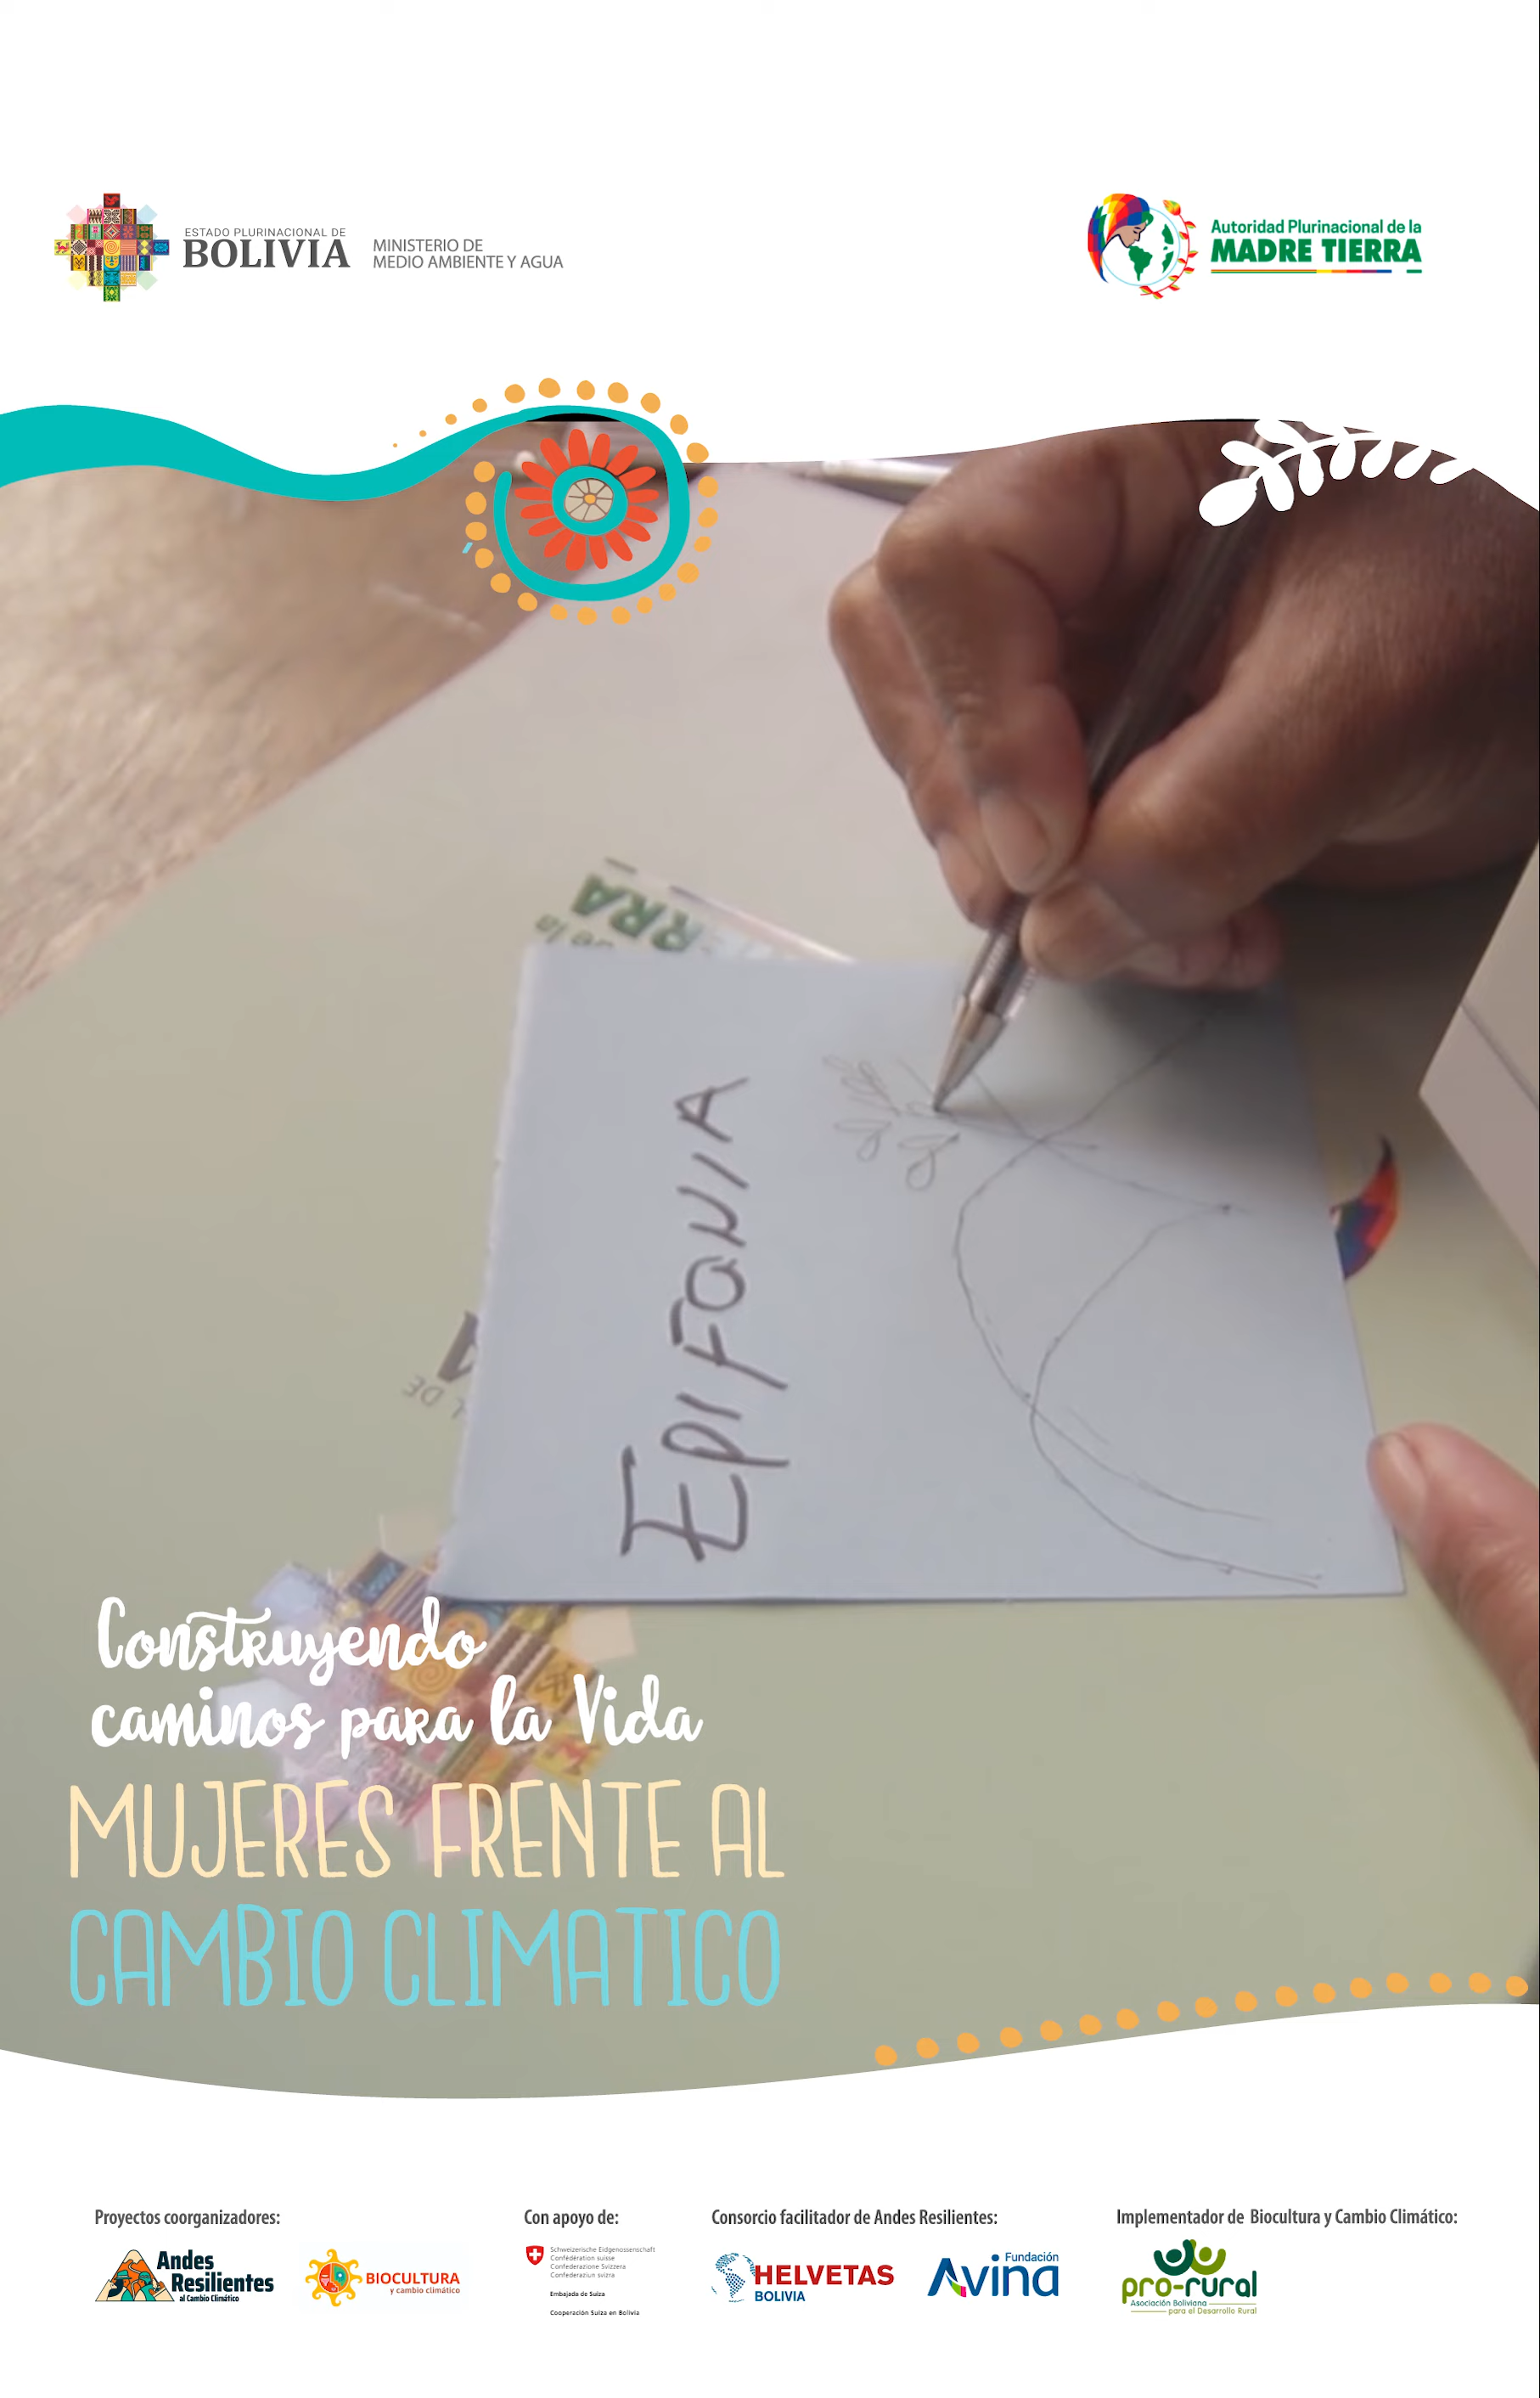 ESTADO PLURINACIONAL DE
BOLIVIA
MINISTERIO DE
MEDIO AMBIENTE Y AGUA
Autoridad Plurinacional de la
MADRE TIERRA
de la
RRA
EPIFaNIA
L DE
A
Construyendo
caminos para la Vida
MUJERES FRENTE AL
CAMBIO CLIMATICO
Proyectos coorganizadores:
Andes
Resilientes
al Cambio Climático
BIOCULTURA
y cambio climático
Con apoyo de:
Schweizerische Eidgenossenschaft
Confédération suisse
Confederazione Svizzera
Confederaziun svizra
Embajada de Suiza
Cooperación Suiza en Bolivia
Consorcio facilitador de Andes Resilientes:
HELVETAS
BOLIVIA
Fundación
Avina
Implementador de Biocultura y Cambio Climático:
pro-rural
Asociación Boliviana
para el Desarrollo Rural